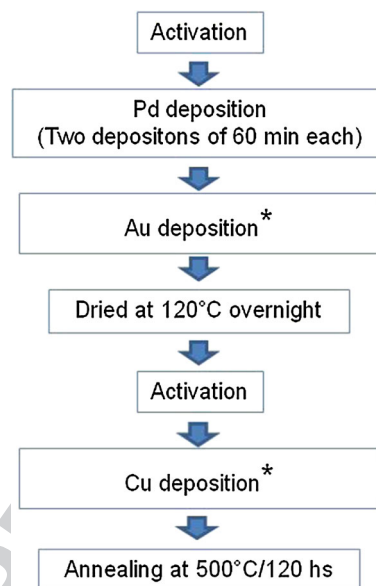 Activation
Pd deposition
(Two depositons of 60 min each)
Au deposition*
Dried at 120°C overnight
Activation
Cu deposition*
Annealing at 500°C/120 hs